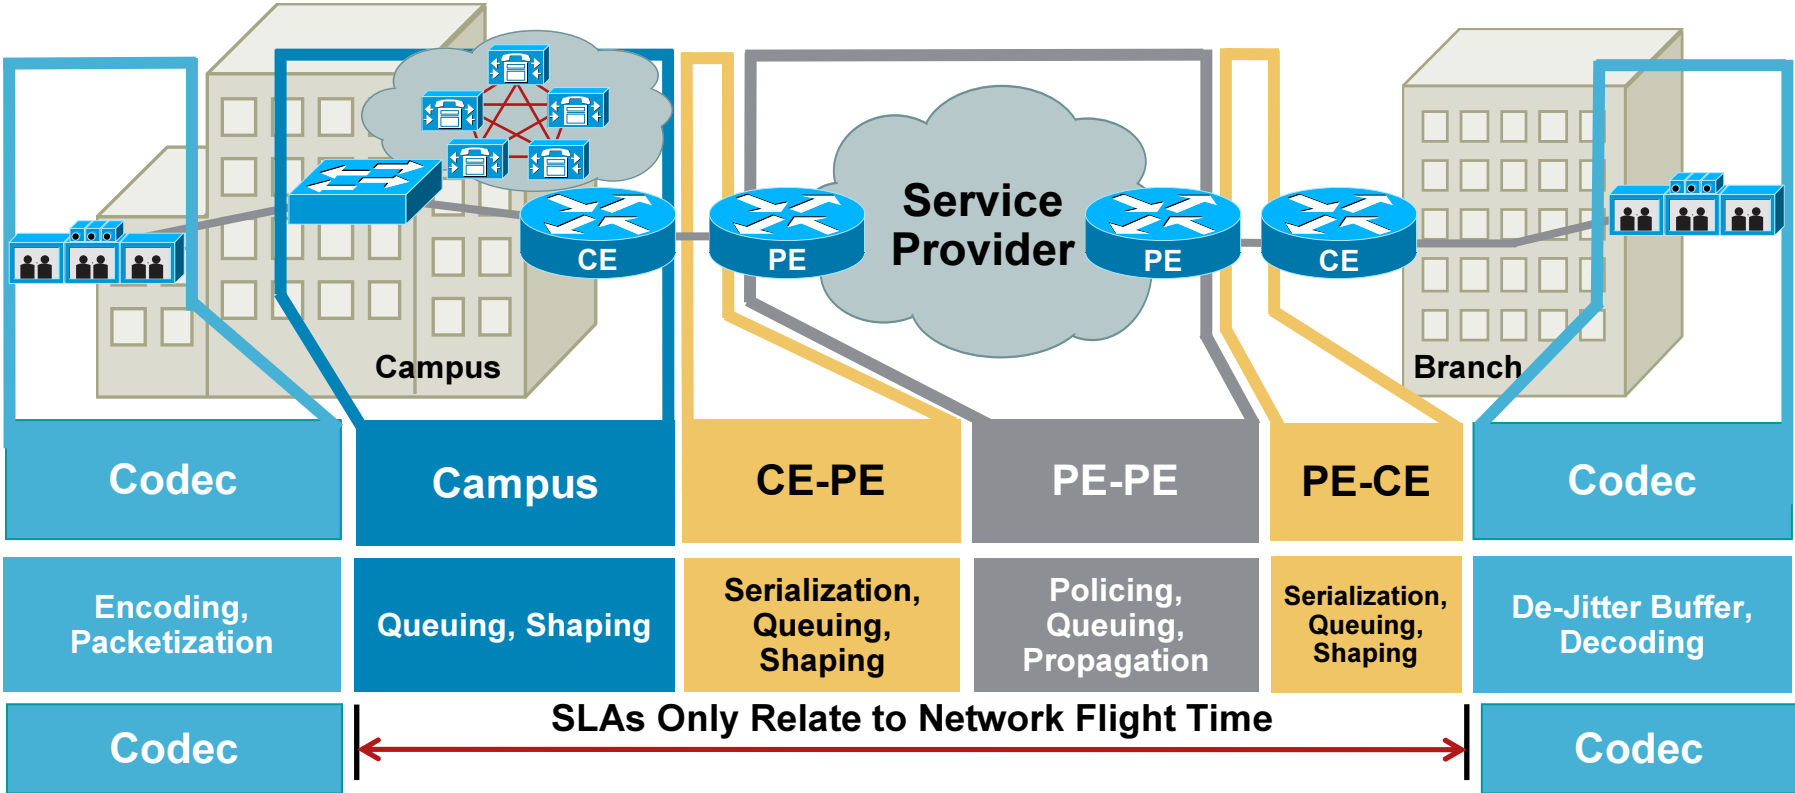 Service
Provider
CE
PE
PE
CE
Campus
Branch
Codec
Campus
CE-PE
PE-PE
PE-CE
Codec
Encoding,
Packetization
Queuing, Shaping
Serialization,
Queuing,
Shaping
Policing,
Queuing,
Propagation
Serialization,
Queuing,
Shaping
De-Jitter Buffer,
Decoding
Codec
SLAs Only Relate to Network Flight Time
Codec